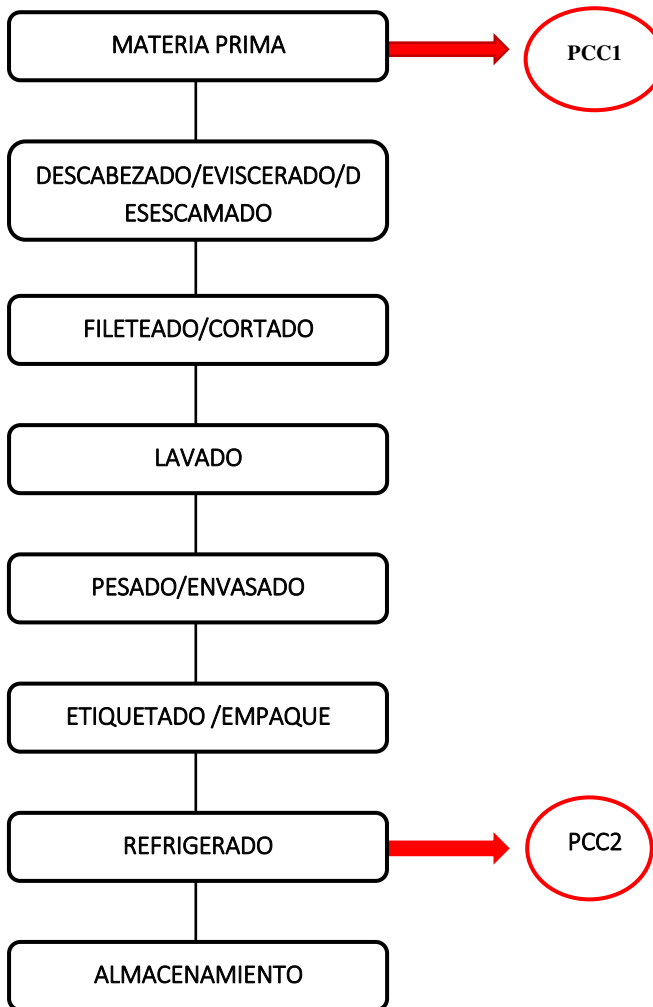 MATERIA PRIMA
PCC1
DESCABEZADO/EVISCERADO/D
ESESCAMADO
FILETEADO/CORTADO
LAVADO
PESADO/ENVASADO
ETIQUETADO /EMPAQUE
REFRIGERADO
PCC2
ALMACENAMIENTO